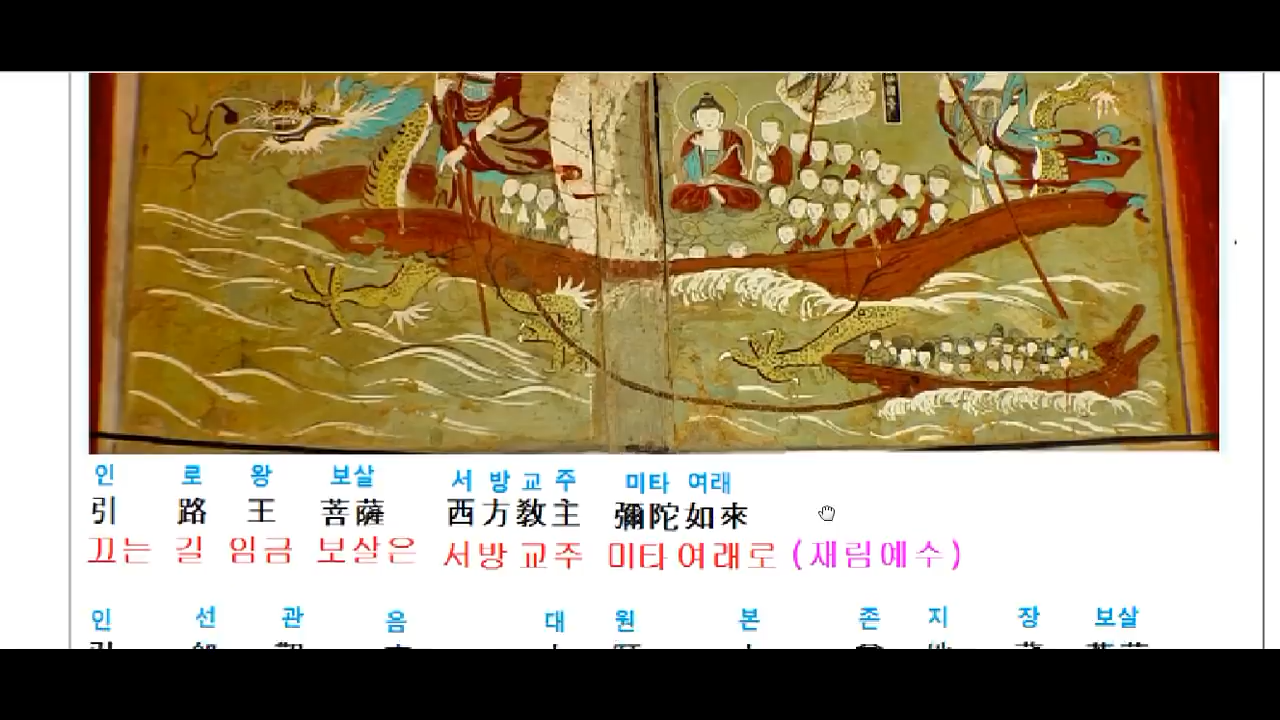 인 로 왕 보살 서 방 교 주 미타 여래
引 路 王 菩薩 西方教主 彌陀如來
끄는 길 임금 보살은 서방 교주 미타 여래로 (재림예수)
인 선 관 음 대 원 본 존 지 장 보살